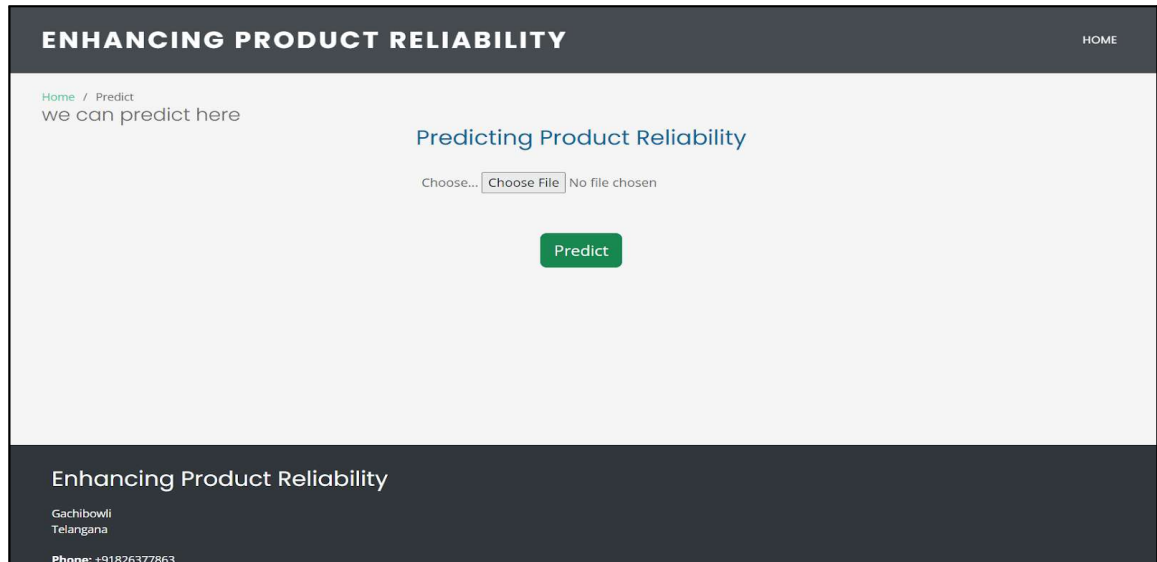 ENHANCING PRODUCT RELIABILITY
HOME
Home / Predict
we can predict here
Predicting Product Reliability
Choose... Choose File No file chosen
Predict
Enhancing Product Reliability
Gachibowli
Telangana
Phone: +91826377863